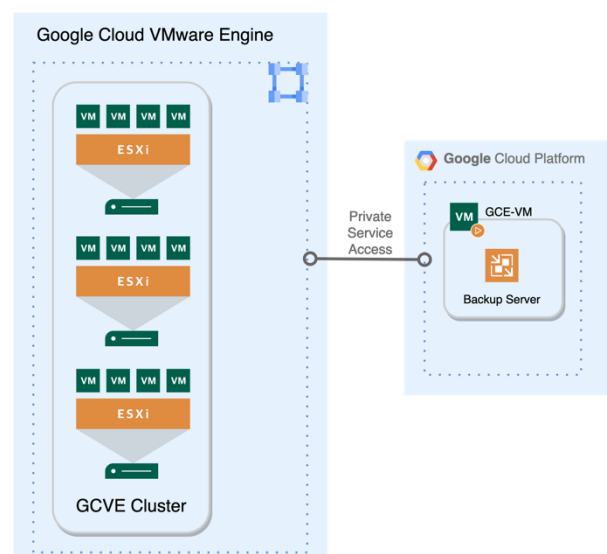 Google Cloud VMware Engine
VM VM VM VM
ESXi
VM VM VM VM
ESXi
VM VM VM VM
ESXi
GCVE Cluster
Private
Service
Access
Google Cloud Platform
VM
GCE-VM
Backup Server